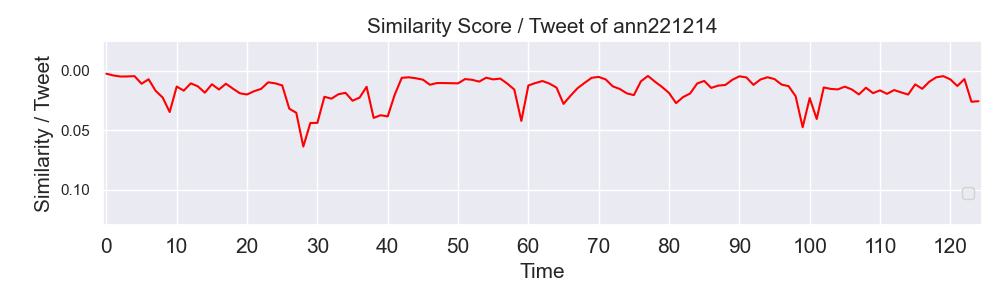 Similarity Score / Tweet of ann221214
Similarity / Tweet
0.00
0.05
0.10
0 10 20 30 40 50 60 70 80 90 100 110 120
Time